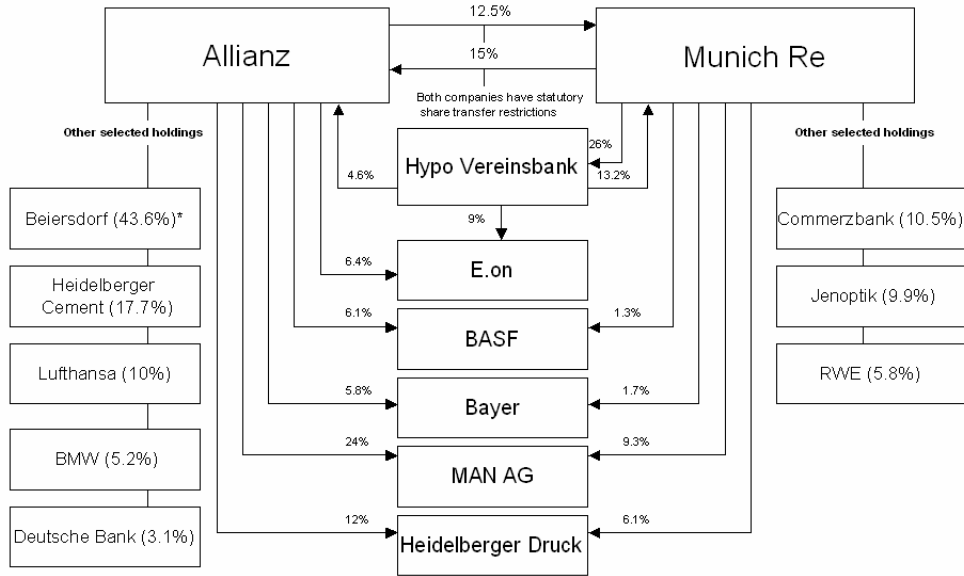 12.5%
Allianz
Munich Re
15%
Both companies have statutory
share transfer restrictions
Other selected holdings
Other selected holdings
26%
Hypo Vereinsbank
4.6%
13.2%
Beiersdorf (43.6%)*
Commerzbank (10.5%)
9%
6.4%
E.on
Heidelberger
Cement (17.7%)
Jenoptik (9.9%)
6.1%
1.3%
BASF
Lufthansa (10%)
RWE (5.8%)
5.8%
1.7%
Bayer
24%
9.3%
BMW (5.2%)
MAN AG
12%
6.1%
Deutsche Bank (3.1%)
Heidelberger Druck